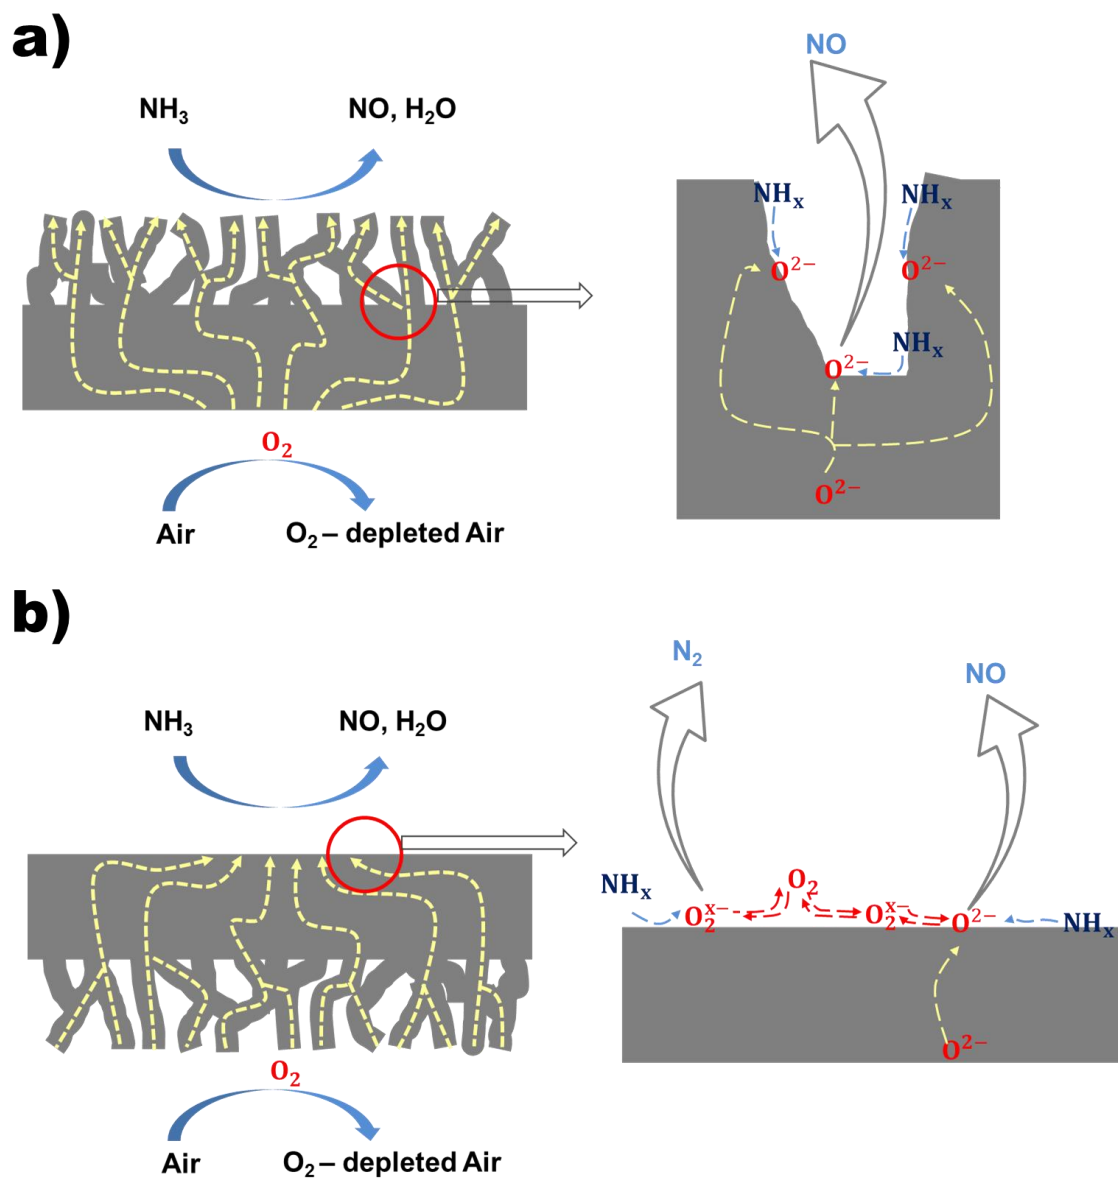 a)
NH₃ NO, H₂O
O₂
Air O₂ – depleted Air
NO
NHₓ NHₓ
O²⁻ O²⁻
NHₓ
O²⁻
O²⁻
b)
NH₃ NO, H₂O
O₂
Air O₂ – depleted Air
N₂ NO
NHₓ O₂ˣ⁻ O₂ O₂ˣ⁻ O²⁻ NHₓ
O²⁻